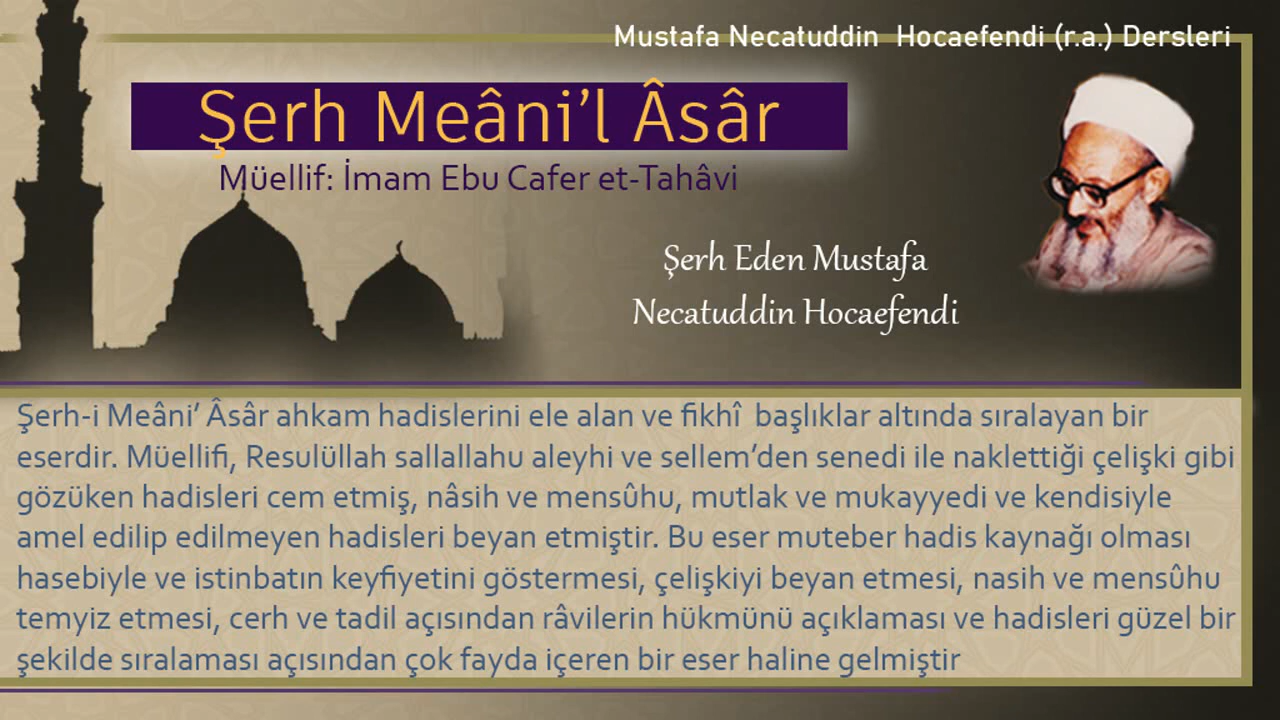 Mustafa Necatuddin Hocaefendi (r.a.) Dersleri
Şerh Meâni'l Âsâr
Müellif: İmam Ebu Cafer et-Tahâvi
Şerh Eden Mustafa
Necatuddin Hocaefendi
Şerh-i Meâni' Âsâr ahkam hadislerini ele alan ve fikhî başlıklar altında sıralayan bir
eserdir. Müellifi, Resulüllah sallallahu aleyhi ve sellem'den senedi ile naklettiği çelişki gibi
gözüken hadisleri cem etmiş, nâsih ve mensûhu, mutlak ve mukayyedi ve kendisiyle
amel edilip edilmeyen hadisleri beyan etmiştir. Bu eser muteber hadis kaynağı olması
hasebiyle ve istinbatın keyfiyetini göstermesi, çelişkiyi beyan etmesi, nasih ve mensûhu
temyiz etmesi, cerh ve tadil açısından râvilerin hükmünü açıklaması ve hadisleri güzel bir
şekilde sıralaması açısından çok fayda içeren bir eser haline gelmiştir